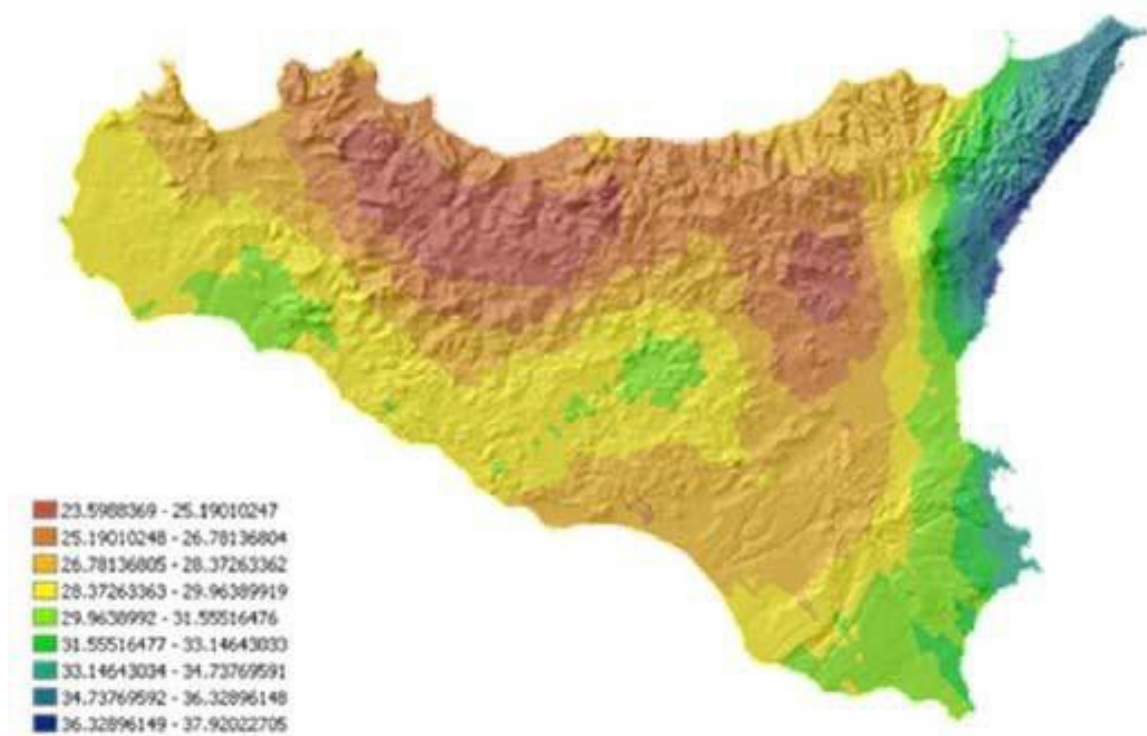 23.5988369 - 25.19010247
25.19010248 - 26.78136804
26.78136805 - 28.37263362
28.37263363 - 29.96389919
29.9638992 - 31.55516476
31.55516477 - 33.14643033
33.14643034 - 34.73769591
34.73769592 - 36.32896148
36.32896149 - 37.92022705